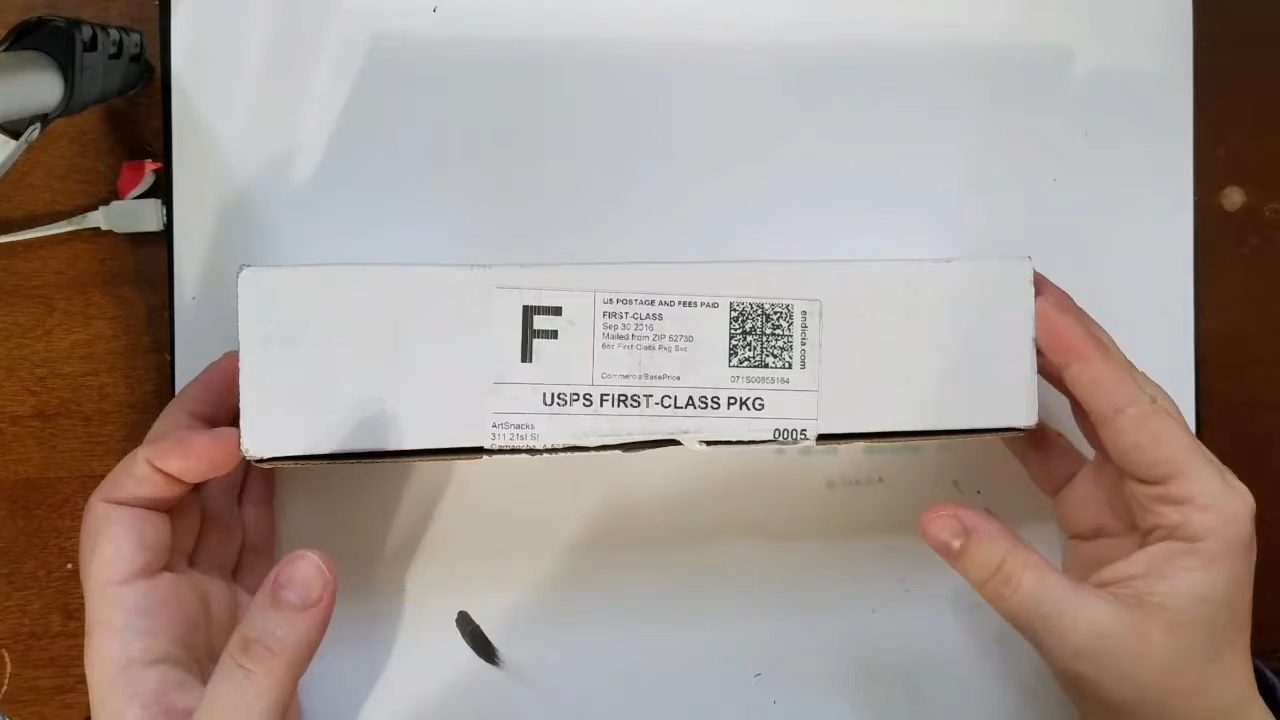 F
US POSTAGE AND FEES PAID
FIRST-CLASS
Sep 30 2016
Mailed from ZIP 52730
6oz First-Class Pkg Svc
CommercialBasePrice
endicia.com
071S00855164
USPS FIRST-CLASS PKG
ArtSnacks
311 21st St
0005